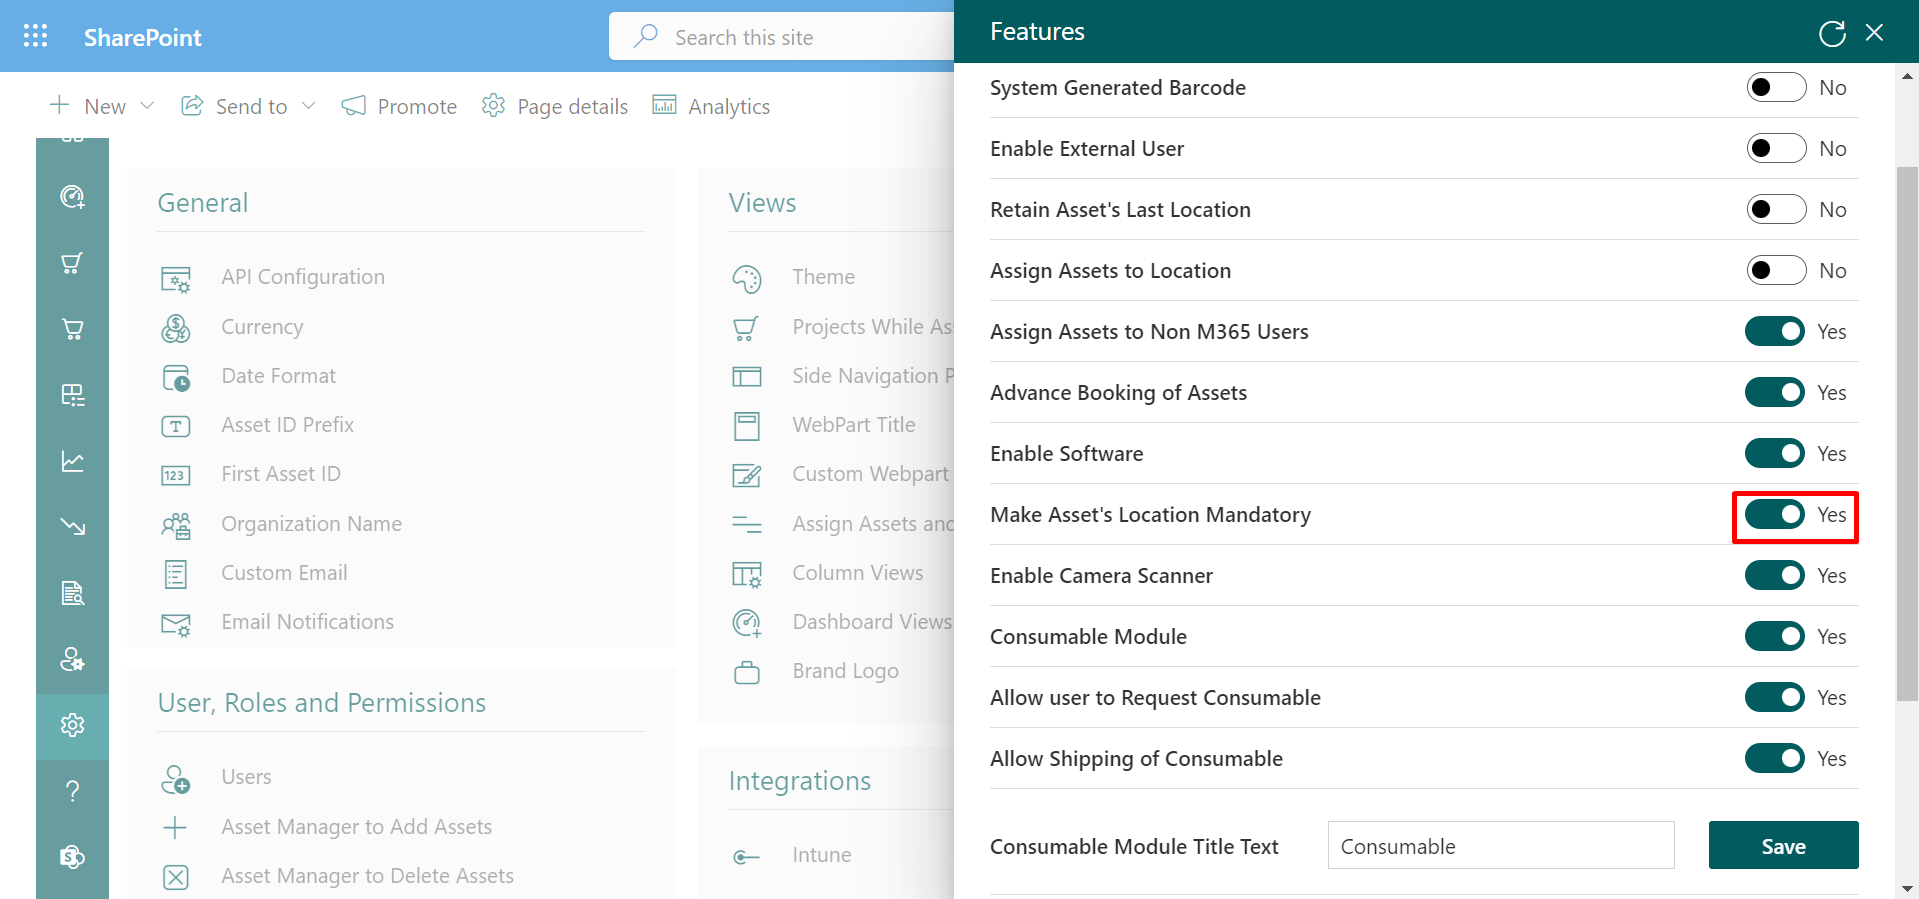 SharePoint
Search this site
New
Send to
Promote
Page details
Analytics
General
API Configuration
Currency
Date Format
Asset ID Prefix
First Asset ID
Organization Name
Custom Email
Email Notifications
User, Roles and Permissions
Users
Asset Manager to Add Assets
Asset Manager to Delete Assets
Views
Theme
Projects While As
Side Navigation P
WebPart Title
Custom Webpart
Assign Assets and
Column Views
Dashboard Views
Brand Logo
Integrations
Intune
Features
System Generated Barcode No
Enable External User No
Retain Asset's Last Location No
Assign Assets to Location No
Assign Assets to Non M365 Users Yes
Advance Booking of Assets Yes
Enable Software Yes
Make Asset's Location Mandatory Yes
Enable Camera Scanner Yes
Consumable Module Yes
Allow user to Request Consumable Yes
Allow Shipping of Consumable Yes
Consumable Module Title Text Consumable Save